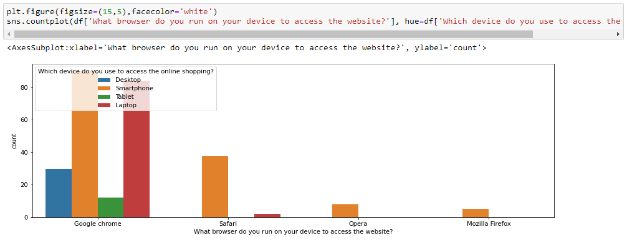 plt.figure(figsize=(15,5),facecolor='white')
sns.countplot(df['What browser do you run on your device to access the website?'], hue=df['Which device do you use to access the
<AxesSubplot:xlabel='What browser do you run on your device to access the website?', ylabel='count'>
Which device do you use to access the online shopping?
Desktop
Smartphone
Tablet
Laptop
80
60
40
20
0
count
Google chrome Safari Opera Mozilla Firefox
What browser do you run on your device to access the website?